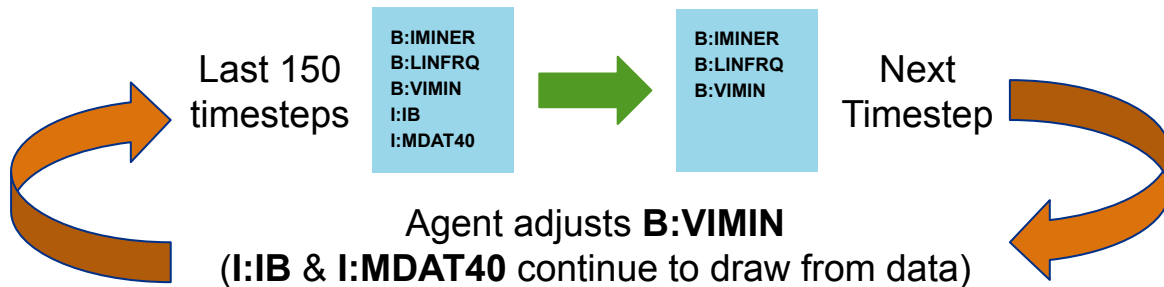 Last 150
timesteps
B:IMINER
B:LINFRQ
B:VIMIN
I:IB
I:MDAT40
B:IMINER
B:LINFRQ
B:VIMIN
Next
Timestep
Agent adjusts B:VIMIN
(I:IB & I:MDAT40 continue to draw from data)